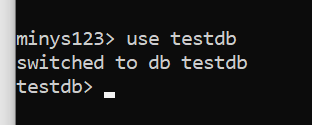 minys123> use testdb
switched to db testdb
testdb>